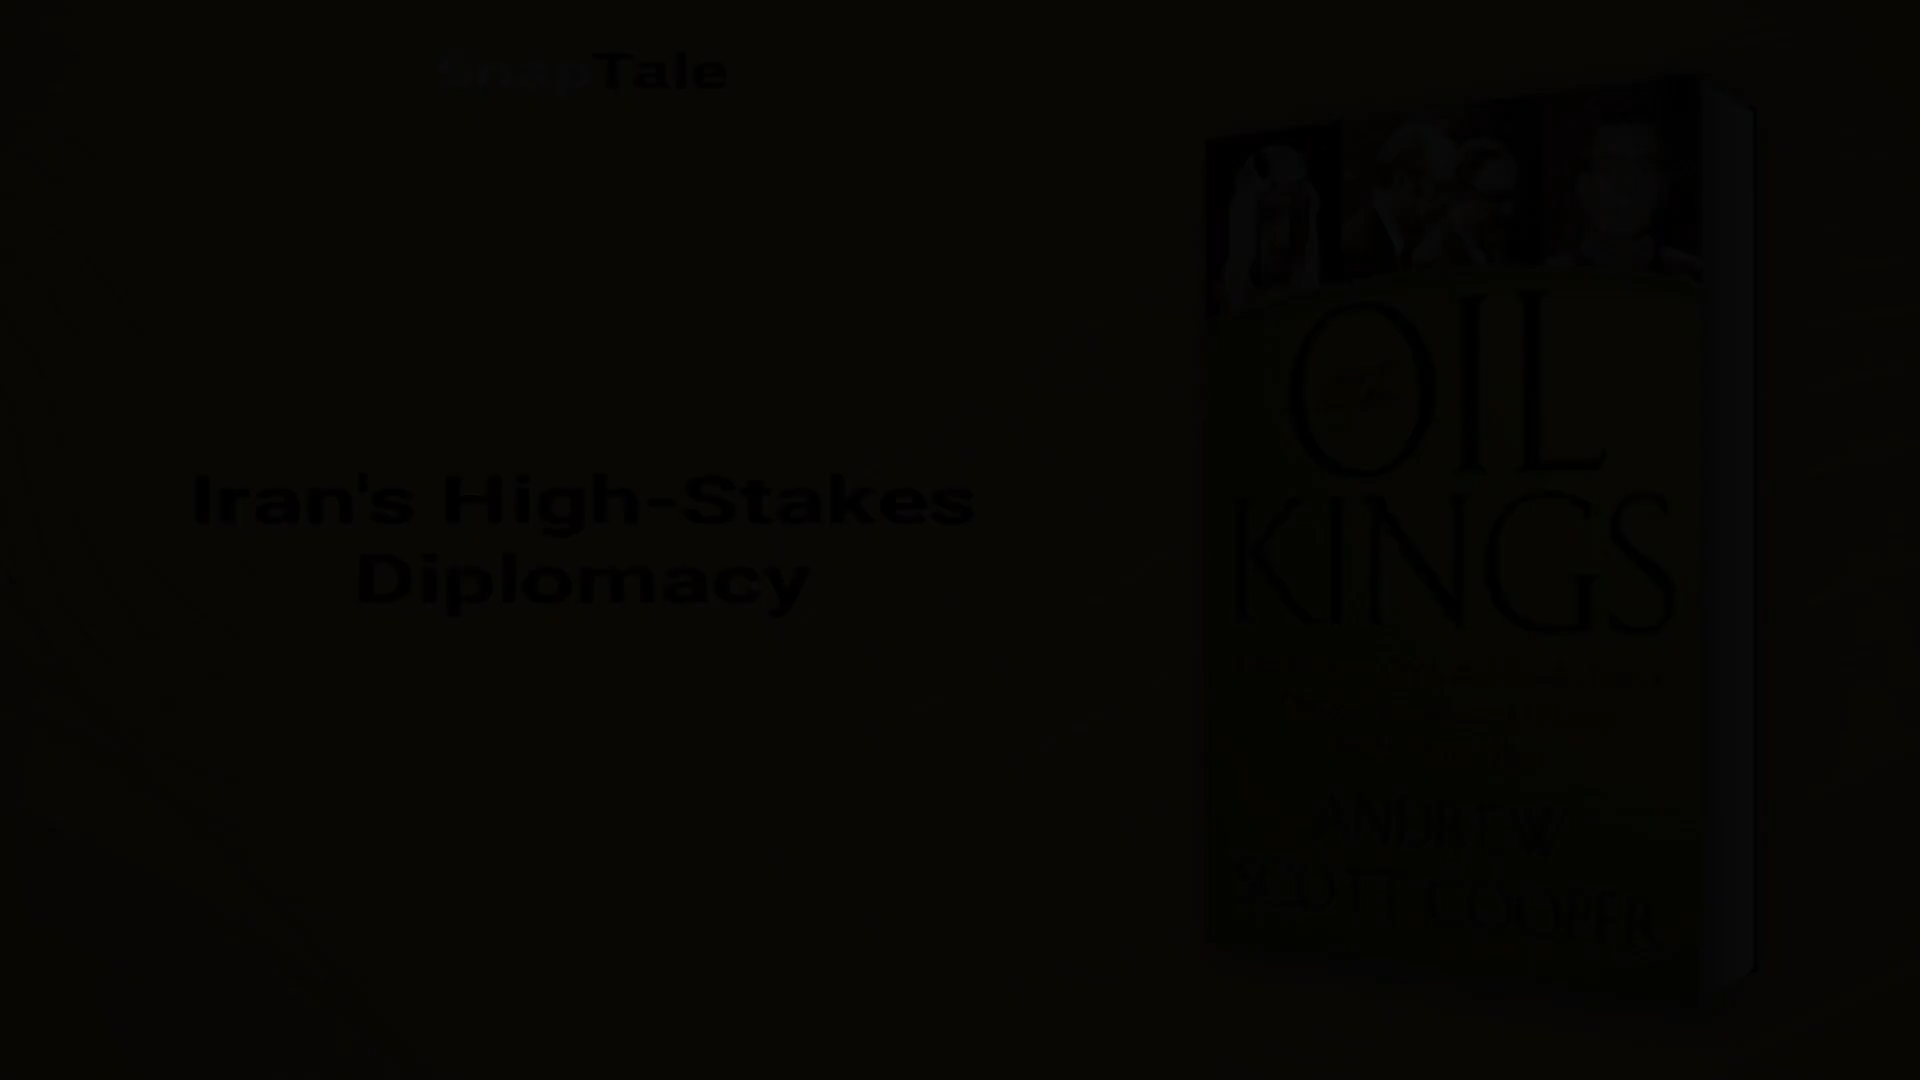 SnapTale
Iran's High-Stakes
Diplomacy
OIL
KINGS
ANDREW
SCOTT COOPER